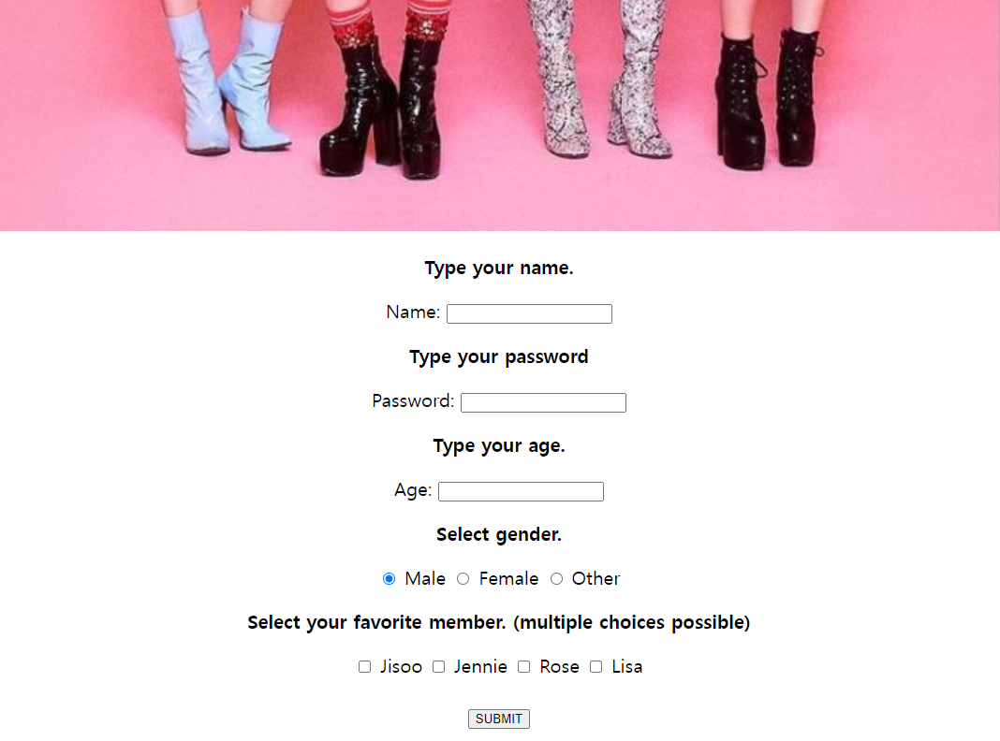 Type your name.
Name:
Type your password
Password:
Type your age.
Age:
Select gender.
Male Female Other
Select your favorite member. (multiple choices possible)
Jisoo Jennie Rose Lisa
SUBMIT